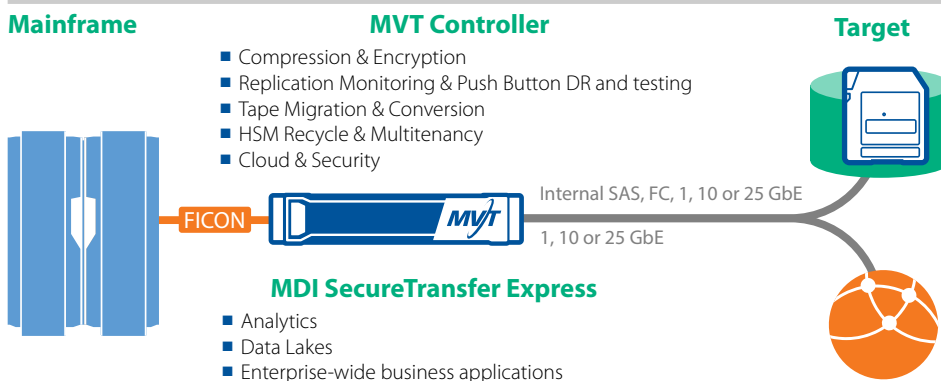 Mainframe
MVT Controller
Target
■ Compression & Encryption
■ Replication Monitoring & Push Button DR and testing
■ Tape Migration & Conversion
■ HSM Recycle & Multitenancy
■ Cloud & Security
FICON
MVT
Internal SAS, FC, 1, 10 or 25 GbE
1, 10 or 25 GbE
MDI SecureTransfer Express
■ Analytics
■ Data Lakes
■ Enterprise-wide business applications